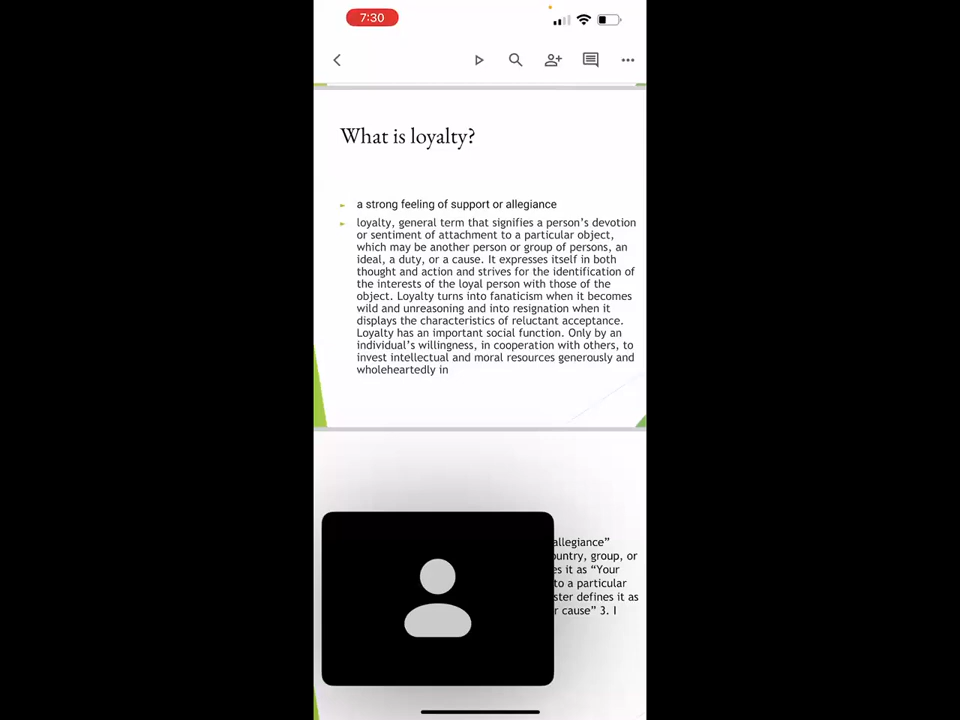 7:30
What is loyalty?
a strong feeling of support or allegiance
loyalty, general term that signifies a person's devotion
or sentiment of attachment to a particular object,
which may be another person or group of persons, an
ideal, a duty, or a cause. It expresses itself in both
thought and action and strives for the identification of
the interests of the loyal person with those of the
object. Loyalty turns into fanaticism when it becomes
wild and unreasoning and into resignation when it
displays the characteristics of reluctant acceptance.
Loyalty has an important social function. Only by an
individual's willingness, in cooperation with others, to
invest intellectual and moral resources generously and
wholeheartedly in
allegiance”
group, or
it as “Your
to a particular
defines it as
cause” 3. I